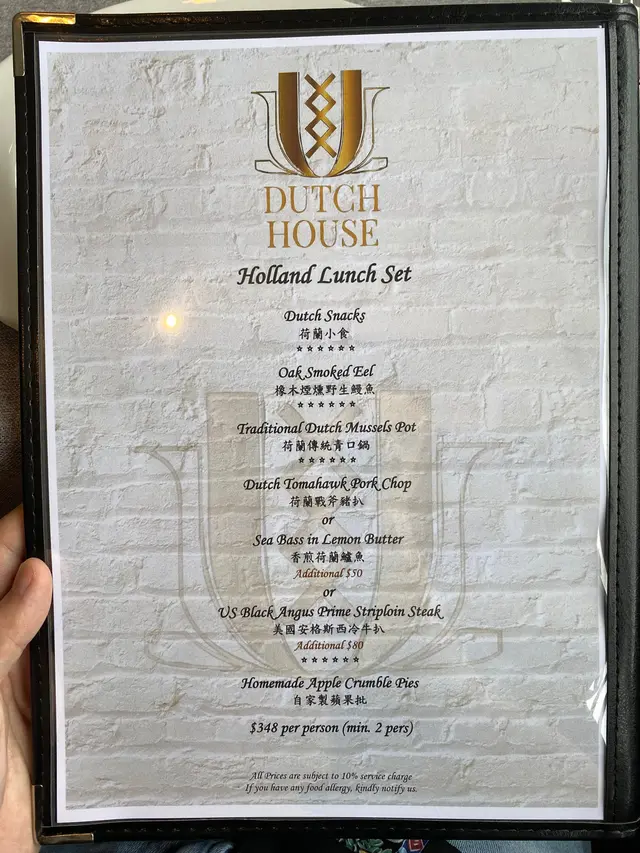 DUTCH
HOUSE
Holland Lunch Set
Dutch Snacks
荷蘭小食
☆☆☆☆☆☆
Oak Smoked Eel
橡木煙燻野生鰻魚
☆☆☆☆☆☆
Traditional Dutch Mussels Pot
荷蘭傳統青口鍋
☆☆☆☆☆☆
Dutch Tomahawk Pork Chop
荷蘭戰斧豬扒
or
Sea Bass in Lemon Butter
香煎荷蘭鱸魚
Additional $50
or
US Black Angus Prime Striploin Steak
美國安格斯西冷牛扒
Additional $80
☆☆☆☆☆☆
Homemade Apple Crumble Pies
自家製蘋果批
$348 per person (min. 2 pers)
All Prices are subject to 10% service charge
If you have any food allergy, kindly notify us.